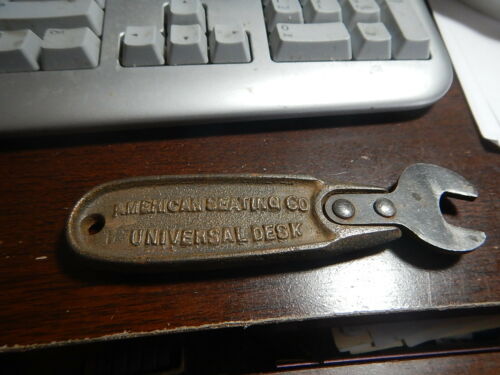 AMERICAN SEATING CO
UNIVERSAL DESK